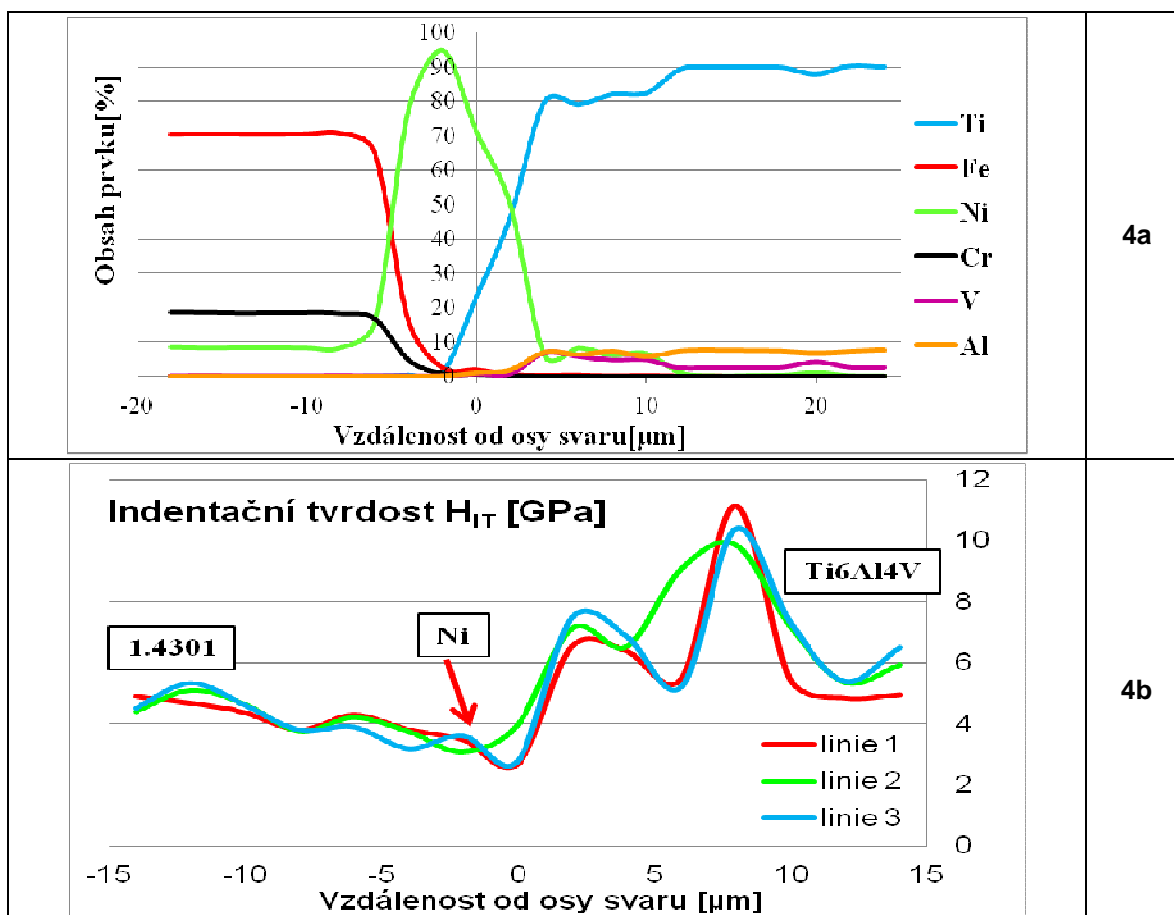 100
90
80
70
60
50
40
30
20
10
0
Obsah prvku[%]
-20 -10 0 10 20
Vzdálenost od osy svaru[µm]
Ti
Fe
Ni
Cr
V
Al
4a
Indentační tvrdost HIT [GPa]
1.4301
Ni
Ti6Al4V
12
10
8
6
4
2
0
linie 1
linie 2
linie 3
-15 -10 -5 0 5 10 15
Vzdálenost od osy svaru [µm]
4b